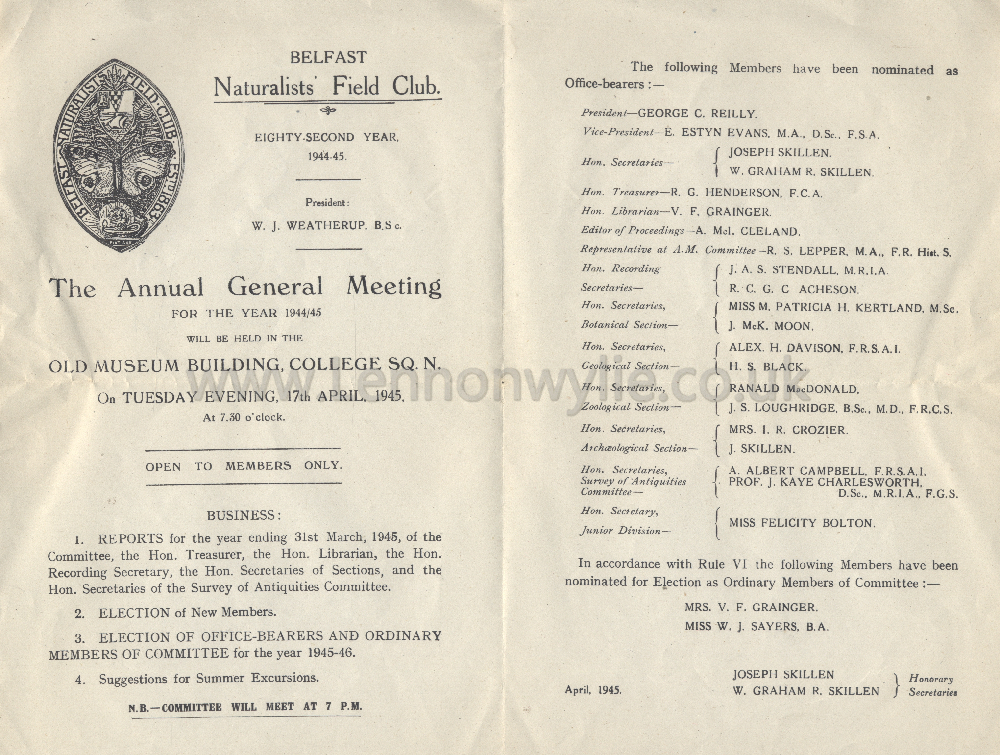 BELFAST NATURALISTS' FIELD CLUB ESTD 1863
BELFAST
Naturalists' Field Club.
EIGHTY-SECOND YEAR.
1944-45.
President:
W. J. WEATHERUP, B.Sc.
The Annual General Meeting
FOR THE YEAR 1944/45
WILL BE HELD IN THE
OLD MUSEUM BUILDING, COLLEGE SQ. N.
On TUESDAY EVENING, 17th APRIL, 1945,
At 7.30 o'clock.
OPEN TO MEMBERS ONLY.
BUSINESS:
1. REPORTS for the year ending 31st March, 1945, of the
Committee, the Hon. Treasurer, the Hon. Librarian, the Hon.
Recording Secretary, the Hon. Secretaries of Sections, and the
Hon. Secretaries of the Survey of Antiquities Committee.
2. ELECTION of New Members.
3. ELECTION OF OFFICE-BEARERS AND ORDINARY
MEMBERS OF COMMITTEE for the year 1945-46.
4. Suggestions for Summer Excursions.
N.B.—COMMITTEE WILL MEET AT 7 P.M.
The following Members have been nominated as
Office-bearers:—
President—GEORGE C. REILLY.
Vice-President—E. ESTYN EVANS, M.A., D.Sc., F.S.A.
Hon. Secretaries— JOSEPH SKILLEN.
W. GRAHAM R. SKILLEN.
Hon. Treasurer—R. G. HENDERSON, F.C.A.
Hon. Librarian—V. F. GRAINGER.
Editor of Proceedings—A. McI. CLELAND.
Representative at A.M. Committee—R. S. LEPPER, M.A., F.R. Hist. S.
Hon. Recording J. A. S. STENDALL, M.R.I.A.
Secretaries— R. C. G. C ACHESON.
Hon. Secretaries, MISS M. PATRICIA H. KERTLAND, M.Sc.
Botanical Section— J. McK. MOON.
Hon. Secretaries, ALEX. H. DAVISON, F.R.S.A.I.
Geological Section— H. S. BLACK.
Hon. Secretaries, RANALD MacDONALD,
Zoological Section— J. S. LOUGHRIDGE, B.Sc., M.D., F.R.C.S.
Hon. Secretaries, MRS. I. R. CROZIER.
Archæological Section— J. SKILLEN.
Hon. Secretaries, A. ALBERT CAMPBELL, F.R.S.A.I.
Survey of Antiquities PROF. J. KAYE CHARLESWORTH,
Committee— D.Sc., M.R.I.A., F.G.S.
Hon. Secretary,
Junior Division— MISS FELICITY BOLTON.
In accordance with Rule VI the following Members have been
nominated for Election as Ordinary Members of Committee:—
MRS. V. F. GRAINGER.
MISS W. J. SAYERS, B.A.
JOSEPH SKILLEN Honorary
April, 1945. W. GRAHAM R. SKILLEN Secretaries
www.lennonwylie.co.uk